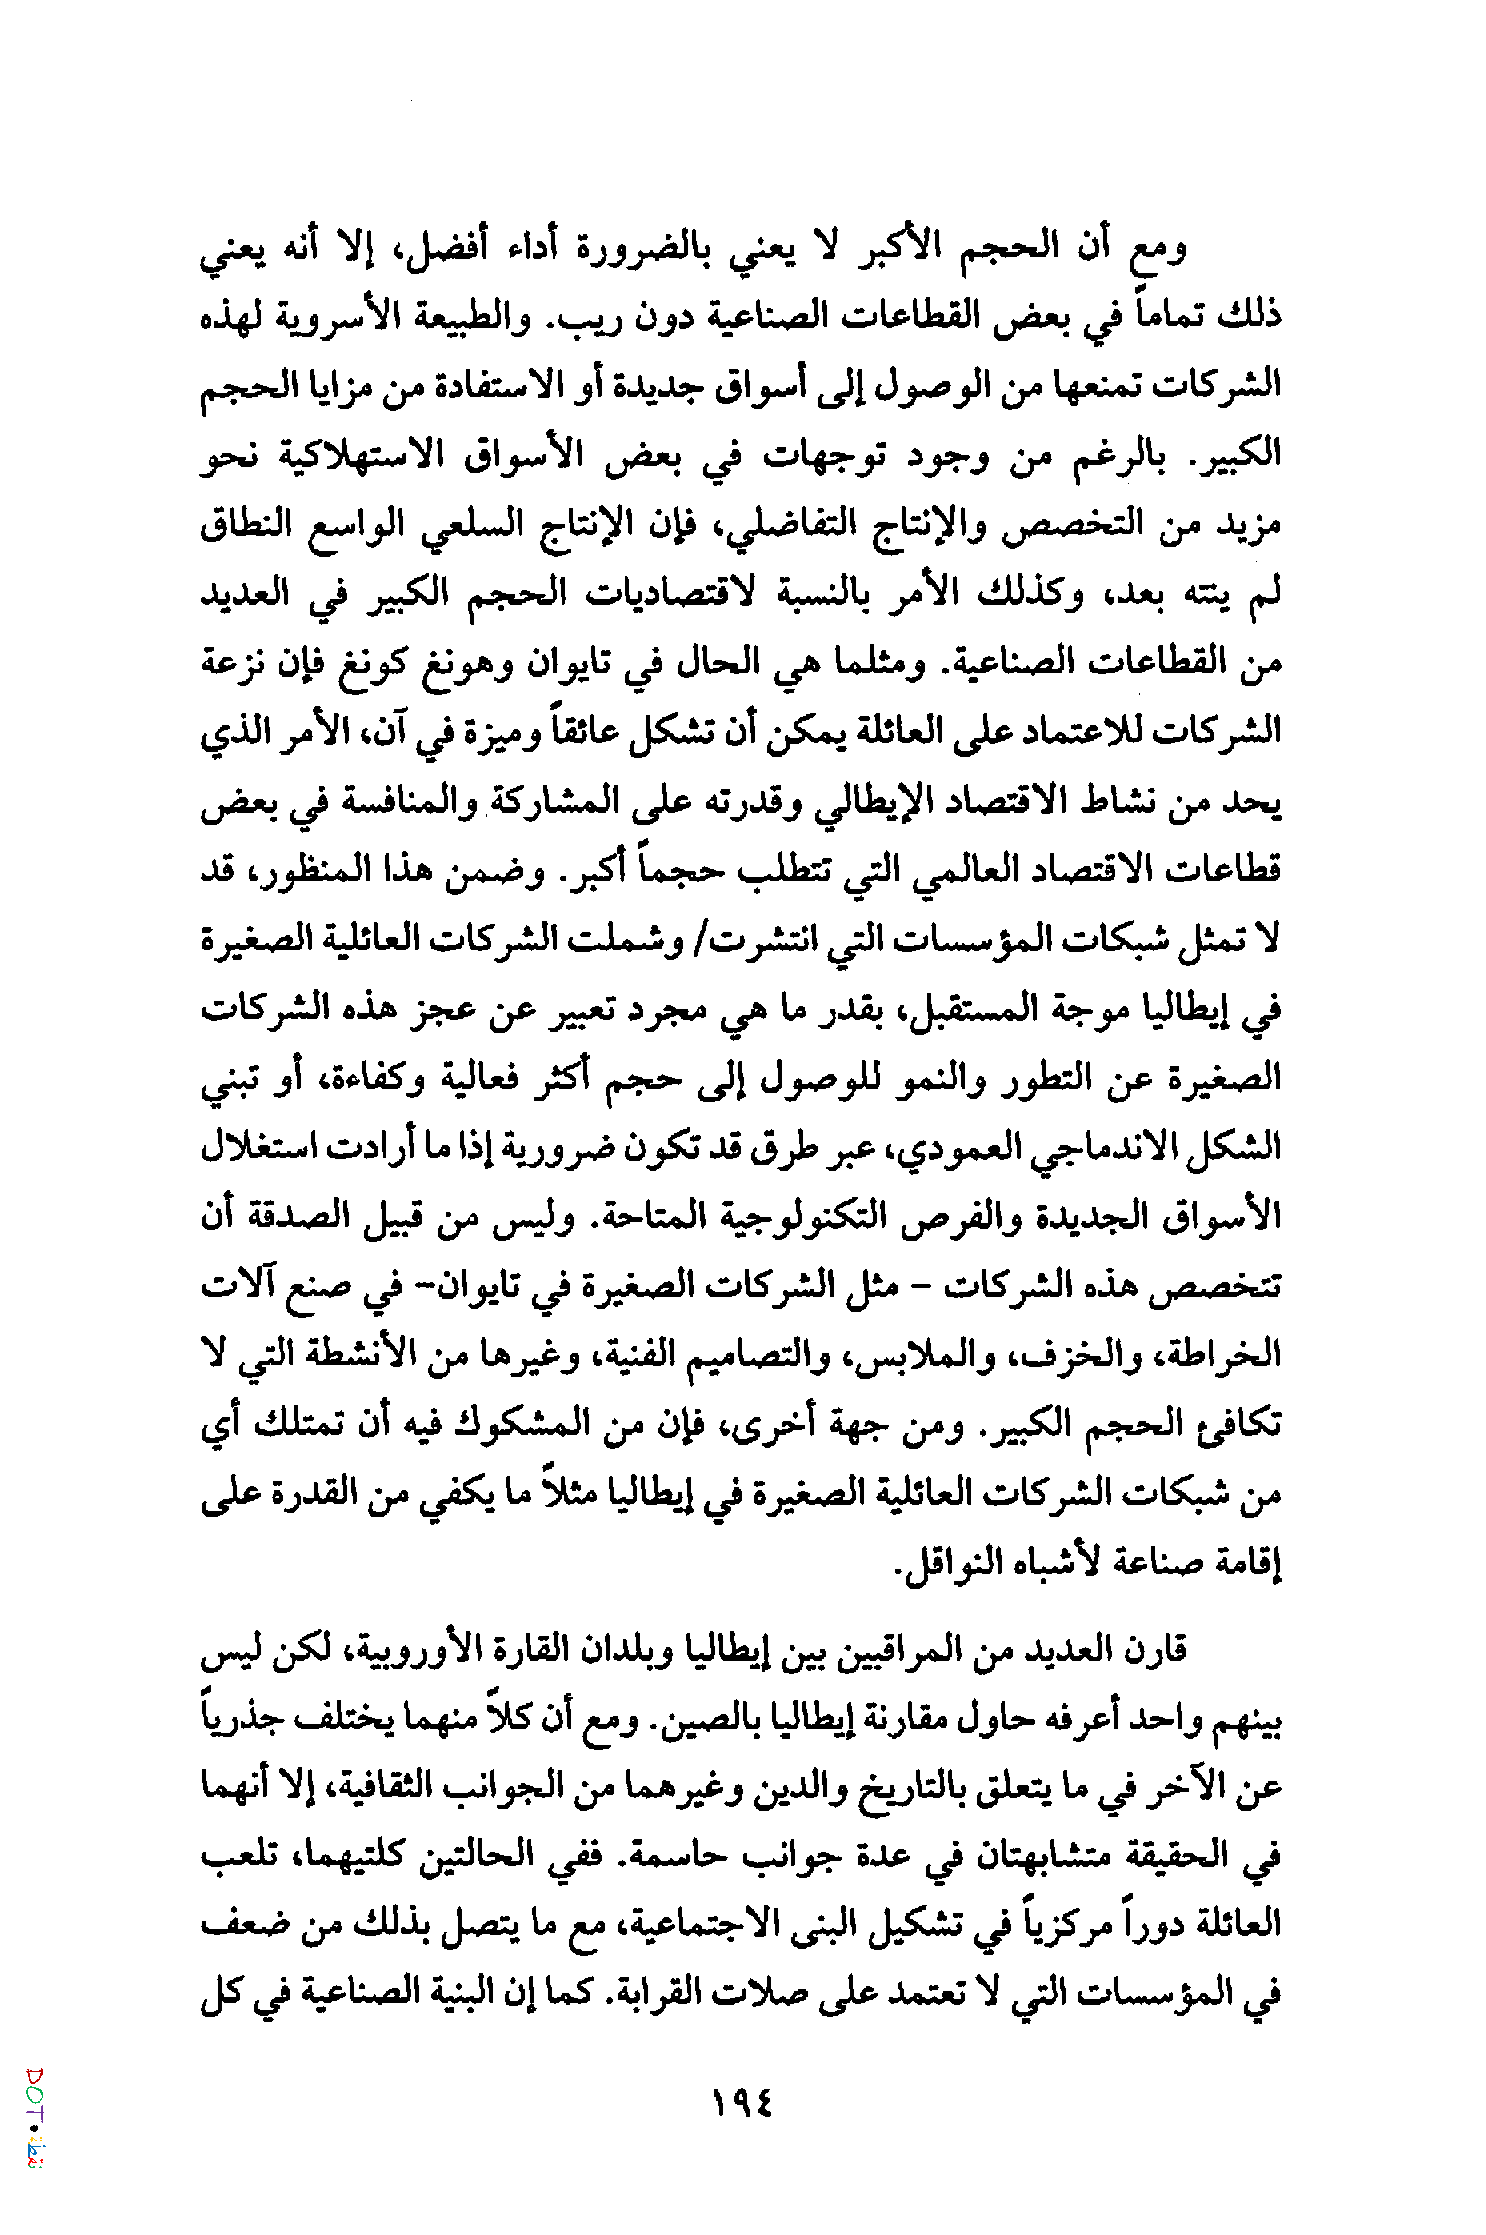 ومع أن الحجم الأكبر لا يعني بالضرورة أداء أفضل، إلا أنه يعني
ذلك تماماً في بعض القطاعات الصناعية دون ريب. والطبيعة الأسروية لهذه
الشركات تمنعها من الوصول إلى أسواق جديدة أو الاستفادة من مزايا الحجم
الكبير. بالرغم من وجود توجهات في بعض الأسواق الاستهلاكية نحو
مزيد من التخصص والإنتاج التفاضلي، فإن الإنتاج السلعي الواسع النطاق
لم ينته بعد، وكذلك الأمر بالنسبة لاقتصاديات الحجم الكبير في العديد
من القطاعات الصناعية. ومثلما هي الحال في تايوان وهونغ كونغ فإن نزعة
الشركات للاعتماد على العائلة يمكن أن تشكل عائقاً وميزة في آن، الأمر الذي
يحد من نشاط الاقتصاد الإيطالي وقدرته على المشاركة والمنافسة في بعض
قطاعات الاقتصاد العالمي التي تتطلب حجماً أكبر. وضمن هذا المنظور، قد
لا تمثل شبكات المؤسسات التي انتشرت/ وشملت الشركات العائلية الصغيرة
في إيطاليا موجة المستقبل، بقدر ما هي مجرد تعبير عن عجز هذه الشركات
الصغيرة عن التطور والنمو للوصول إلى حجم أكثر فعالية وكفاءة، أو تبني
الشكل الاندماجي العمودي، عبر طرق قد تكون ضرورية إذا ما أرادت استغلال
الأسواق الجديدة والفرص التكنولوجية المتاحة. وليس من قبيل الصدقة أن
تتخصص هذه الشركات - مثل الشركات الصغيرة في تايوان- في صنع آلات
الخراطة، والخزف، والملابس، والتصاميم الفنية، وغيرها من الأنشطة التي لا
تكافئ الحجم الكبير. ومن جهة أخرى، فإن من المشكوك فيه أن تمتلك أي
من شبكات الشركات العائلية الصغيرة في إيطاليا مثلاً ما يكفي من القدرة على
إقامة صناعة لأشباه النواقل.
قارن العديد من المراقبين بين إيطاليا وبلدان القارة الأوروبية، لكن ليس
بينهم واحد أعرفه حاول مقارنة إيطاليا بالصين. ومع أن كلاً منهما يختلف جذرياً
عن الآخر في ما يتعلق بالتاريخ والدين وغيرهما من الجوانب الثقافية، إلا أنهما
في الحقيقة متشابهتان في عدة جوانب حاسمة. ففي الحالتين كلتيهما، تلعب
العائلة دوراً مركزياً في تشكيل البنى الاجتماعية، مع ما يتصل بذلك من ضعف
في المؤسسات التي لا تعتمد على صلات القرابة. كما إن البنية الصناعية في كل
١٩٤
DOT
نقطة